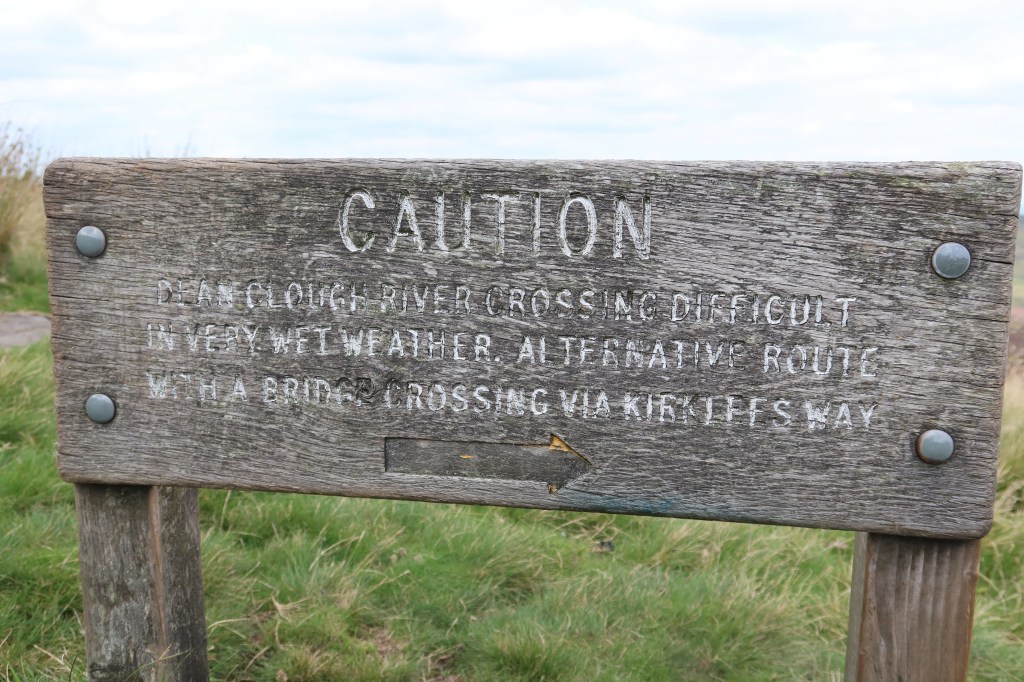 CAUTION
DEAN CLOUGH RIVER CROSSING DIFFICULT
IN VERY WET WEATHER. ALTERNATIVE ROUTE
WITH A BRIDGE CROSSING VIA KIRKLEES WAY